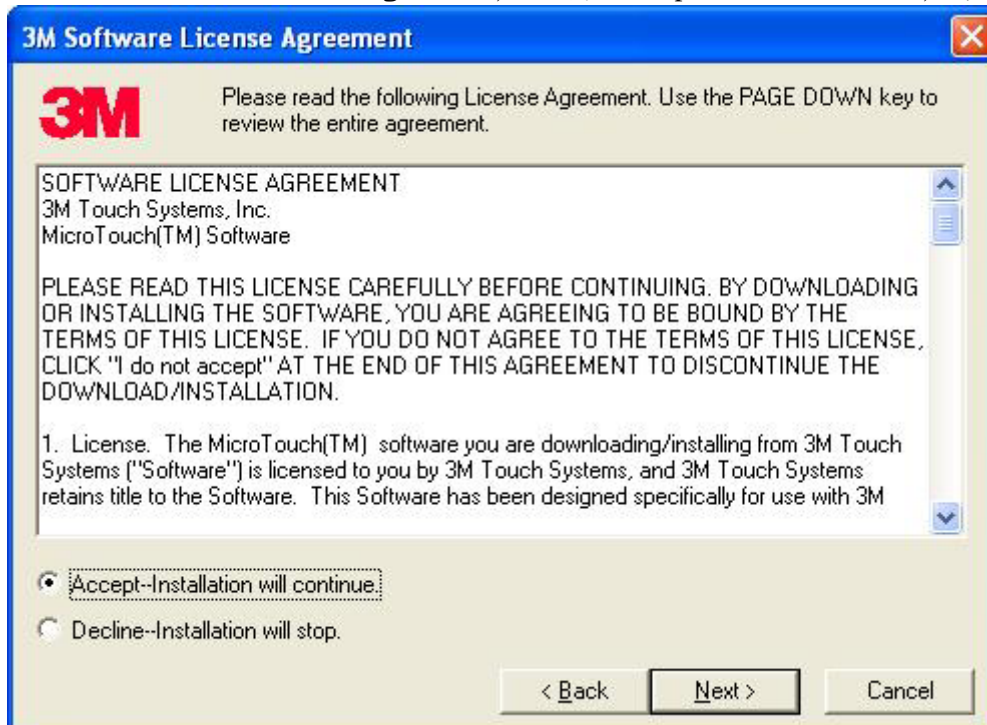 3M Software License Agreement
3M
Please read the following License Agreement. Use the PAGE DOWN key to
review the entire agreement.
SOFTWARE LICENSE AGREEMENT
3M Touch Systems, Inc.
MicroTouch(TM) Software
PLEASE READ THIS LICENSE CAREFULLY BEFORE CONTINUING. BY DOWNLOADING
OR INSTALLING THE SOFTWARE, YOU ARE AGREEING TO BE BOUND BY THE
TERMS OF THIS LICENSE.  IF YOU DO NOT AGREE TO THE TERMS OF THIS LICENSE,
CLICK "I do not accept" AT THE END OF THIS AGREEMENT TO DISCONTINUE THE
DOWNLOAD/INSTALLATION.
1.  License.  The MicroTouch(TM)  software you are downloading/installing from 3M Touch
Systems ("Software") is licensed to you by 3M Touch Systems, and 3M Touch Systems
retains title to the Software.  This Software has been designed specifically for use with 3M
Accept--Installation will continue.
Decline--Installation will stop.
< Back
Next >
Cancel